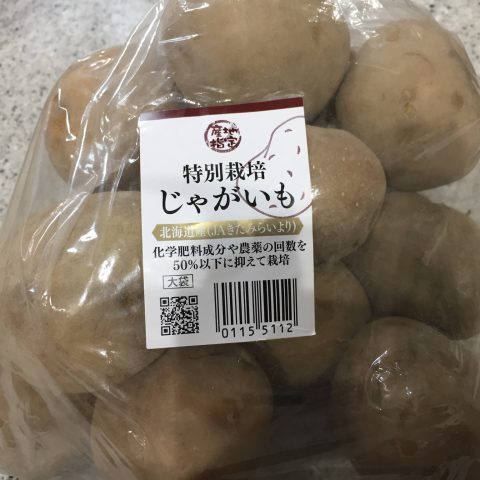 産地
指定
特別栽培
じゃがいも
北海道産(JAきたみらいより)
化学肥料成分や農薬の回数を
50%以下に抑えて栽培
大袋
0115 5112